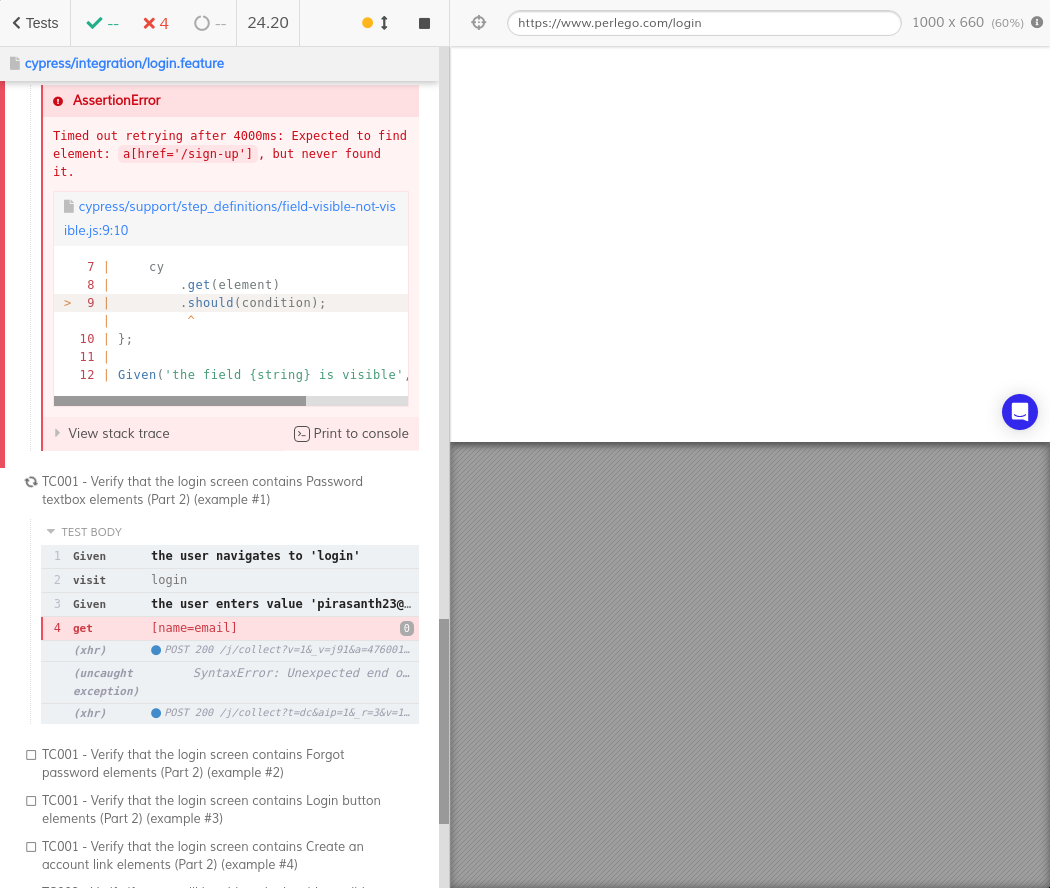 Tests
--
4
--
24.20
https://www.perlego.com/login
1000 x 660 (60%)
cypress/integration/login.feature
AssertionError
Timed out retrying after 4000ms: Expected to find
element: a[href='/sign-up'], but never found
it.
cypress/support/step_definitions/field-visible-not-vis
ible.js:9:10
7 | cy
8 | .get(element)
> 9 | .should(condition);
| ^
10 | };
11 |
12 | Given('the field {string} is visible',
View stack trace
Print to console
TC001 - Verify that the login screen contains Password
textbox elements (Part 2) (example #1)
TEST BODY
1 Given the user navigates to 'login'
2 visit login
3 Given the user enters value 'pirasanth23@…
4 get [name=email] 0
(xhr) POST 200 /j/collect?v=1&_v=j91&a=476001…
(uncaught SyntaxError: Unexpected end o…
exception)
(xhr) POST 200 /j/collect?t=dc&aip=1&_r=3&v=1…
TC001 - Verify that the login screen contains Forgot
password elements (Part 2) (example #2)
TC001 - Verify that the login screen contains Login button
elements (Part 2) (example #3)
TC001 - Verify that the login screen contains Create an
account link elements (Part 2) (example #4)